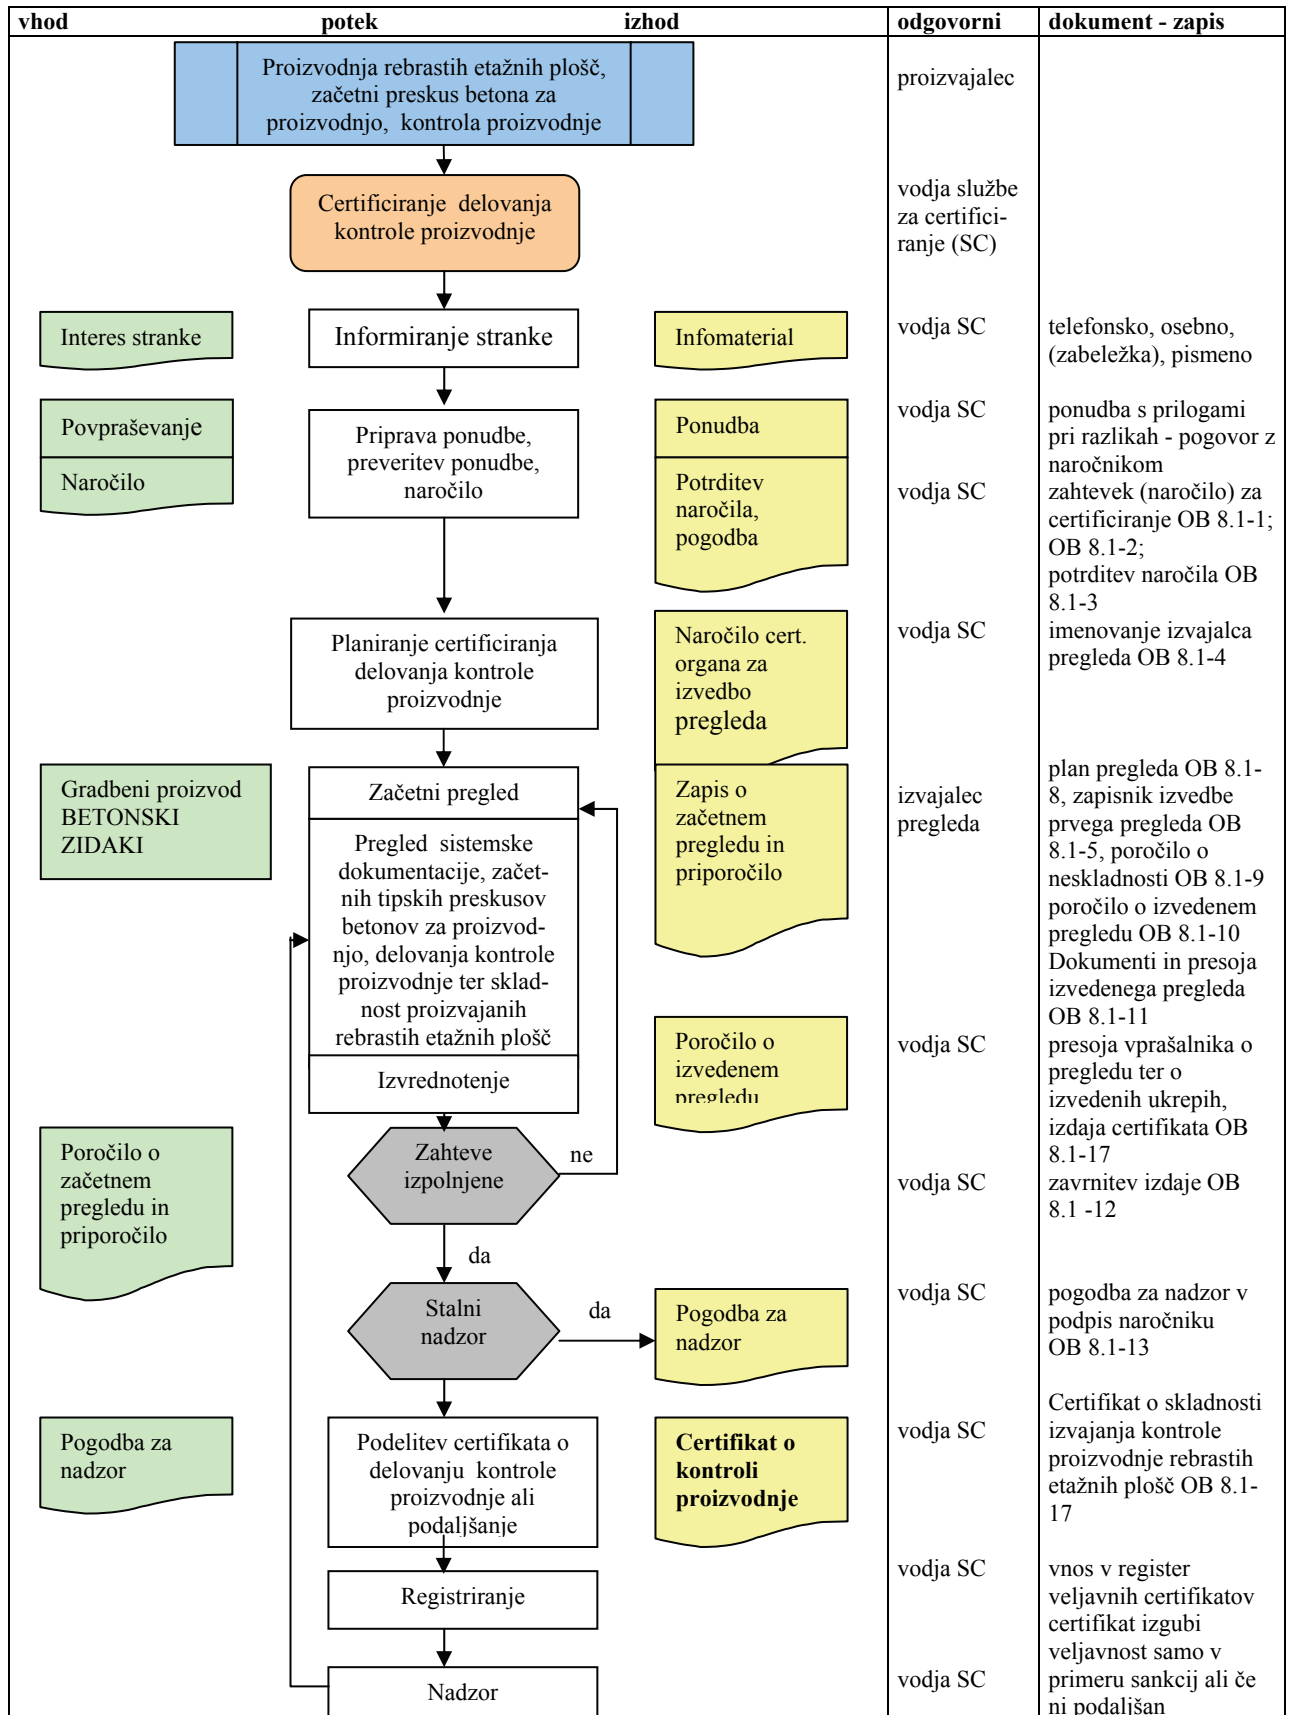 vhod potek izhod odgovorni dokument - zapis
Proizvodnja rebrastih etažnih plošč,
začetni preskus betona za
proizvodnjo, kontrola proizvodnje
proizvajalec
Certificiranje delovanja
kontrole proizvodnje
vodja službe
za certifici-
ranje (SC)
Interes stranke
Informiranje stranke
Infomaterial
vodja SC
telefonsko, osebno,
(zabeležka), pismeno
Povpraševanje
Naročilo
Priprava ponudbe,
preveritev ponudbe,
naročilo
Ponudba
Potrditev
naročila,
pogodba
vodja SC
vodja SC
ponudba s prilogami
pri razlikah - pogovor z
naročnikom
zahtevek (naročilo) za
certificiranje OB 8.1-1;
OB 8.1-2;
potrditev naročila OB
8.1-3
Planiranje certificiranja
delovanja kontrole
proizvodnje
Naročilo cert.
organa za
izvedbo
pregleda
vodja SC
imenovanje izvajalca
pregleda OB 8.1-4
Gradbeni proizvod
BETONSKI
ZIDAKI
Začetni pregled
Pregled sistemske
dokumentacije, začet-
nih tipskih preskusov
betonov za proizvod-
njo, delovanja kontrole
proizvodnje ter sklad-
nost proizvajanih
rebrastih etažnih plošč
Izvrednotenje
Zapis o
začetnem
pregledu in
priporočilo
izvajalec
pregleda
plan pregleda OB 8.1-
8, zapisnik izvedbe
prvega pregleda OB
8.1-5, poročilo o
neskladnosti OB 8.1-9
poročilo o izvedenem
pregledu OB 8.1-10
Dokumenti in presoja
izvedenega pregleda
OB 8.1-11
Poročilo o
izvedenem
pregledu
vodja SC
presoja vprašalnika o
pregledu ter o
izvedenih ukrepih,
izdaja certifikata OB
8.1-17
Poročilo o
začetnem
pregledu in
priporočilo
Zahteve
izpolnjene
ne
da
vodja SC
zavrnitev izdaje OB
8.1 -12
Stalni
nadzor
da
Pogodba za
nadzor
vodja SC
pogodba za nadzor v
podpis naročniku
OB 8.1-13
Pogodba za
nadzor
Podelitev certifikata o
delovanju kontrole
proizvodnje ali
podaljšanje
Certifikat o
kontroli
proizvodnje
vodja SC
Certifikat o skladnosti
izvajanja kontrole
proizvodnje rebrastih
etažnih plošč OB 8.1-
17
Registriranje
vodja SC
vnos v register
veljavnih certifikatov
certifikat izgubi
veljavnost samo v
primeru sankcij ali če
ni podaljšan
Nadzor
vodja SC